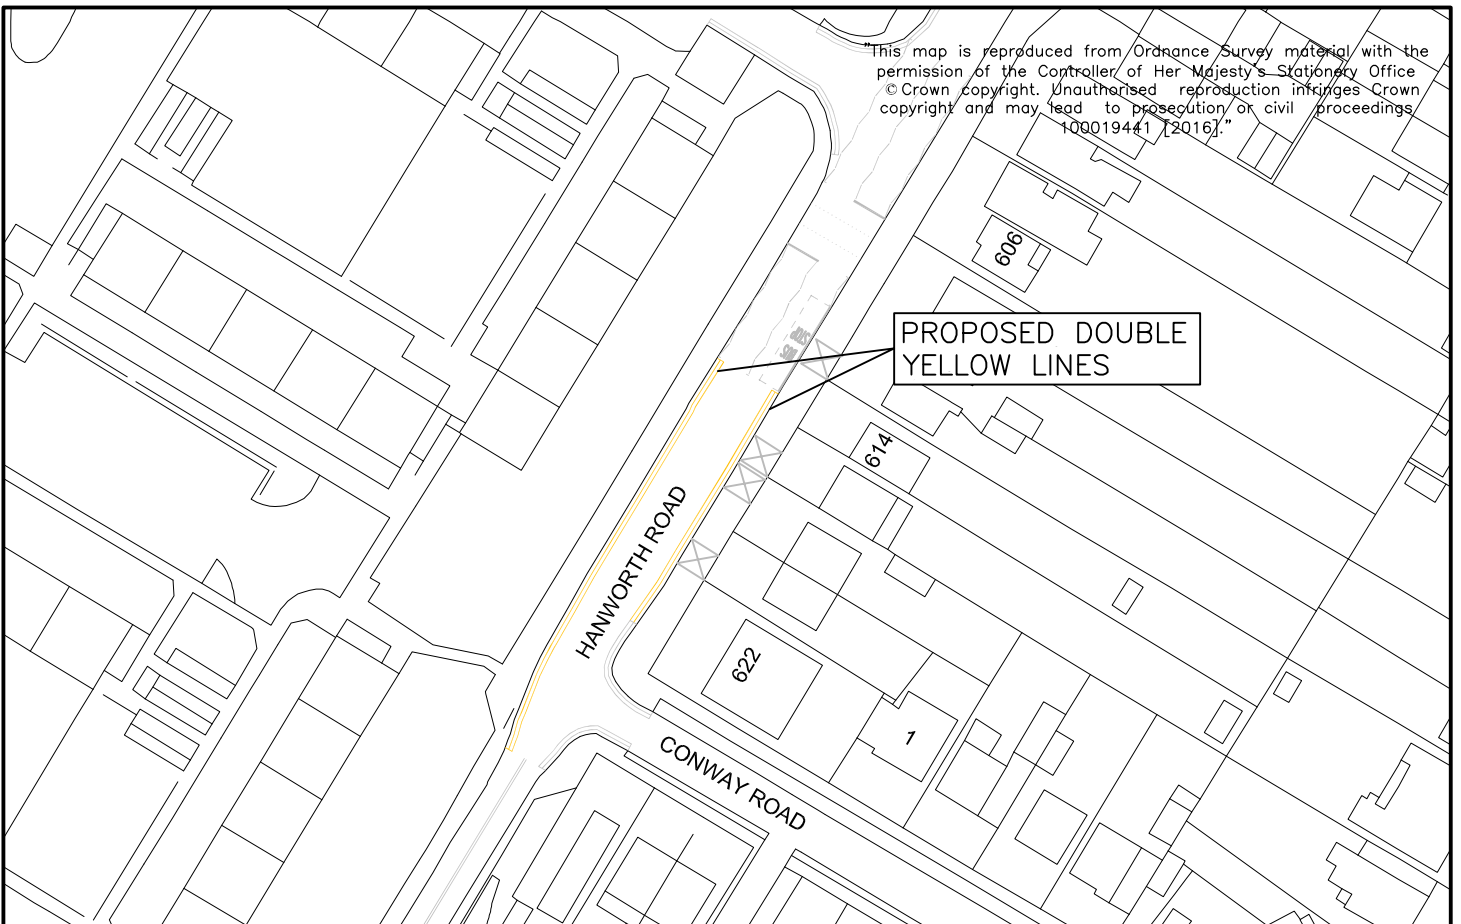 "This map is reproduced from Ordnance Survey material with the
permission of the Controller of Her Majesty's Stationery Office
© Crown copyright. Unauthorised reproduction infringes Crown
copyright and may lead to prosecution or civil proceedings
100019441 [2016]."
606
PROPOSED DOUBLE
YELLOW LINES
614
HANWORTH ROAD
622
1
CONWAY ROAD